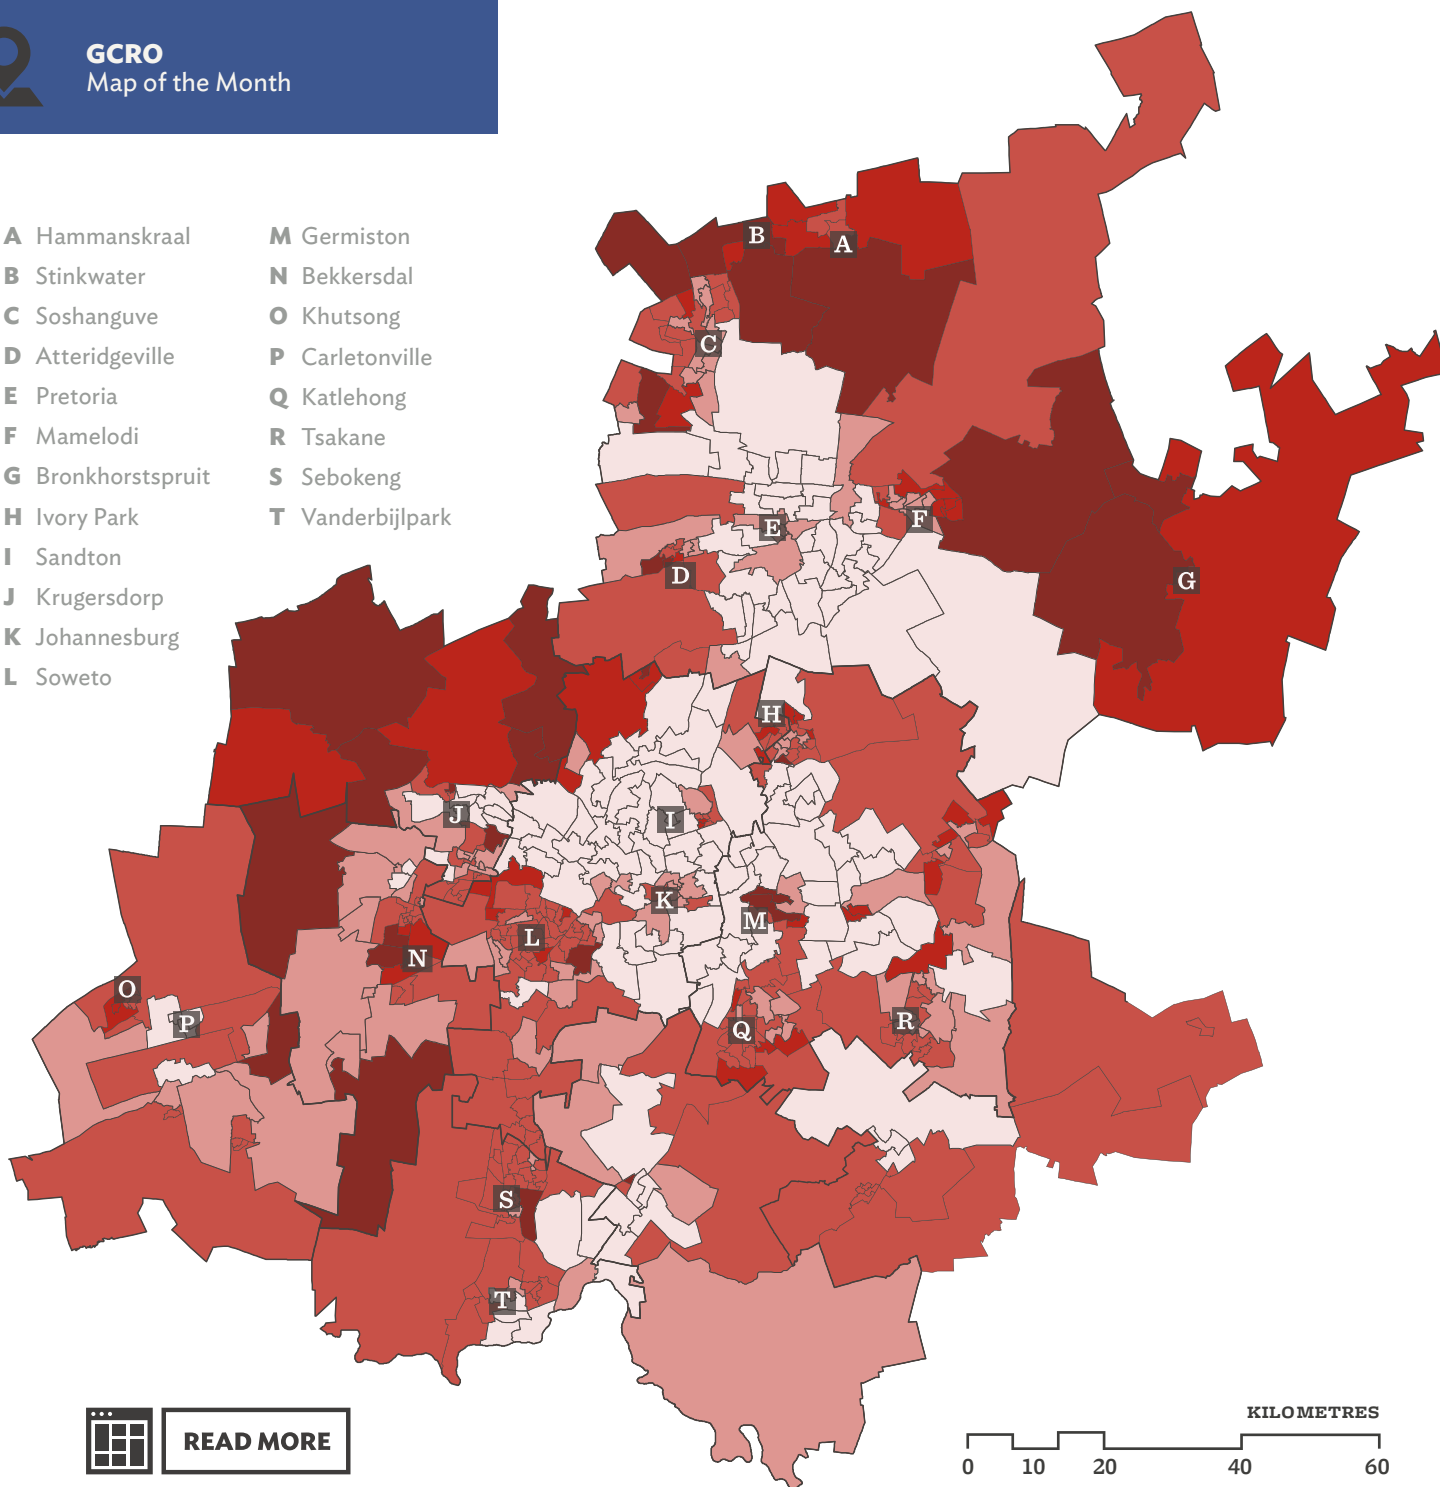 GCRO
Map of the Month
A Hammanskraal
B Stinkwater
C Soshanguve
D Atteridgeville
E Pretoria
F Mamelodi
G Bronkhorstspruit
H Ivory Park
I Sandton
J Krugersdorp
K Johannesburg
L Soweto
M Germiston
N Bekkersdal
O Khutsong
P Carletonville
Q Katlehong
R Tsakane
S Sebokeng
T Vanderbijlpark
B
A
C
E
F
D
G
H
J
I
K
M
L
N
O
P
Q
R
S
T
READ MORE
KILOMETRES
0 10 20 40 60